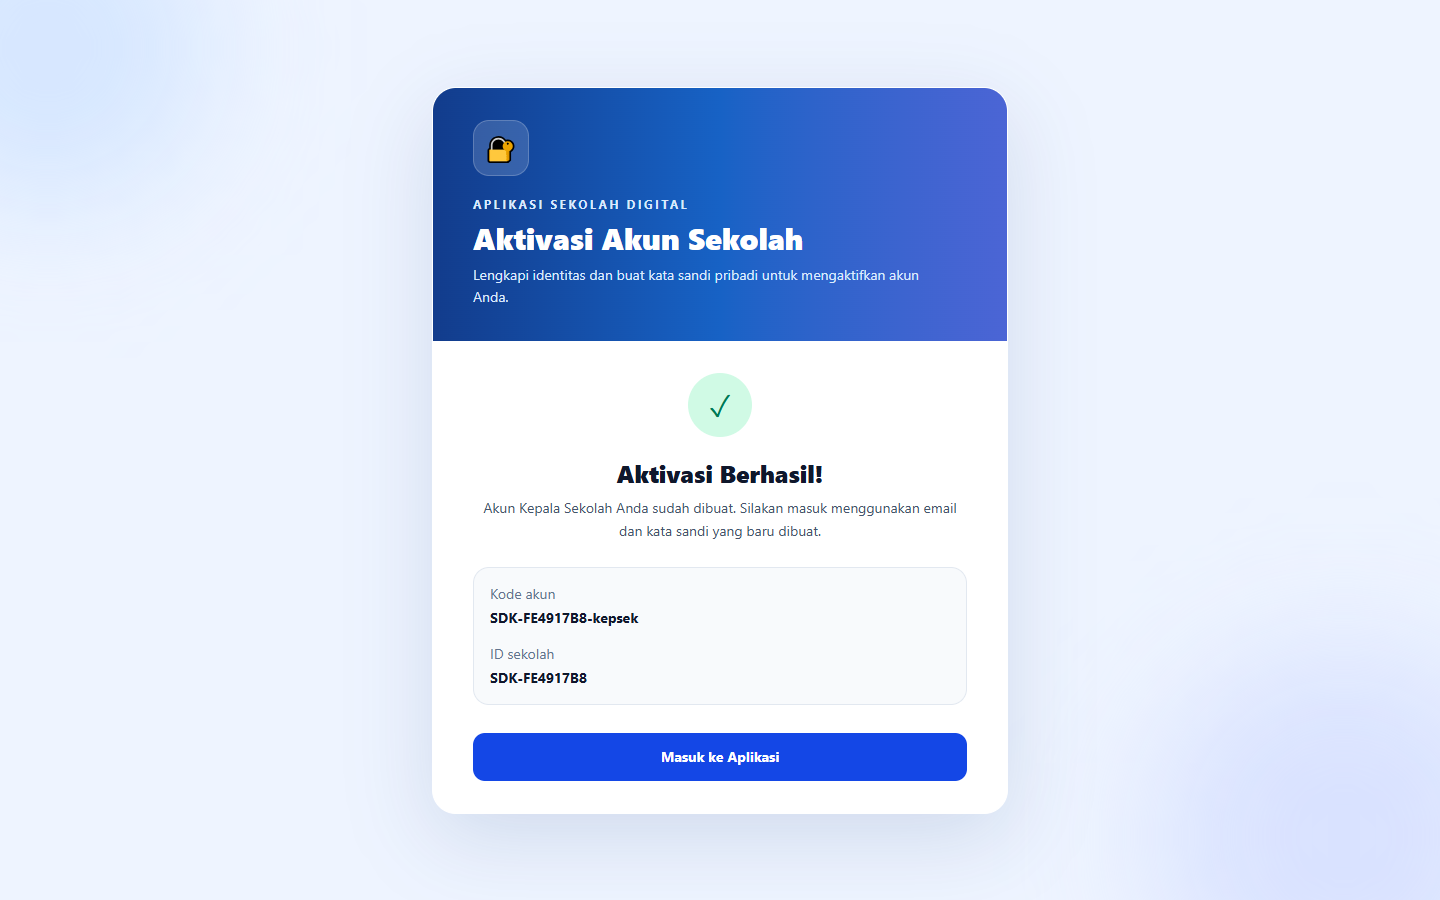 APLIKASI SEKOLAH DIGITAL
Aktivasi Akun Sekolah
Lengkapi identitas dan buat kata sandi pribadi untuk mengaktifkan akun
Anda.
Aktivasi Berhasil!
Akun Kepala Sekolah Anda sudah dibuat. Silakan masuk menggunakan email
dan kata sandi yang baru dibuat.
Kode akun
SDK-FE4917B8-kepsek
ID sekolah
SDK-FE4917B8
Masuk ke Aplikasi